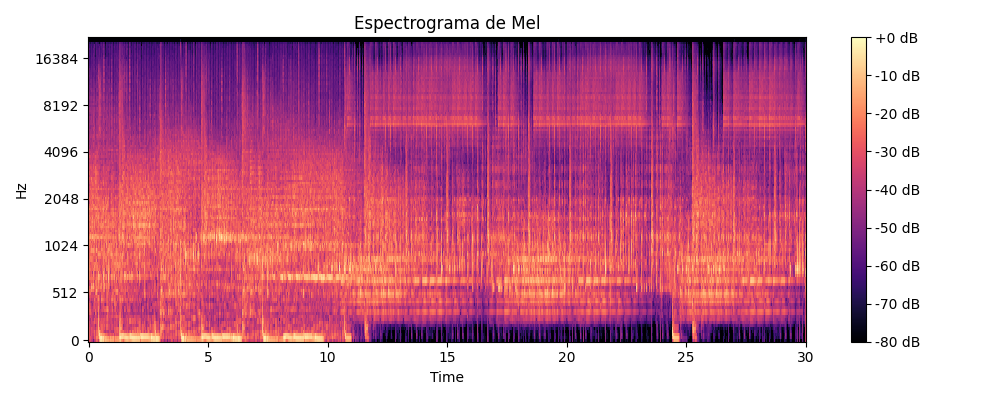 Espectrograma de Mel
Hz
16384
8192
4096
2048
1024
512
0
0 5 10 15 20 25 30
Time
+0 dB
-10 dB
-20 dB
-30 dB
-40 dB
-50 dB
-60 dB
-70 dB
-80 dB